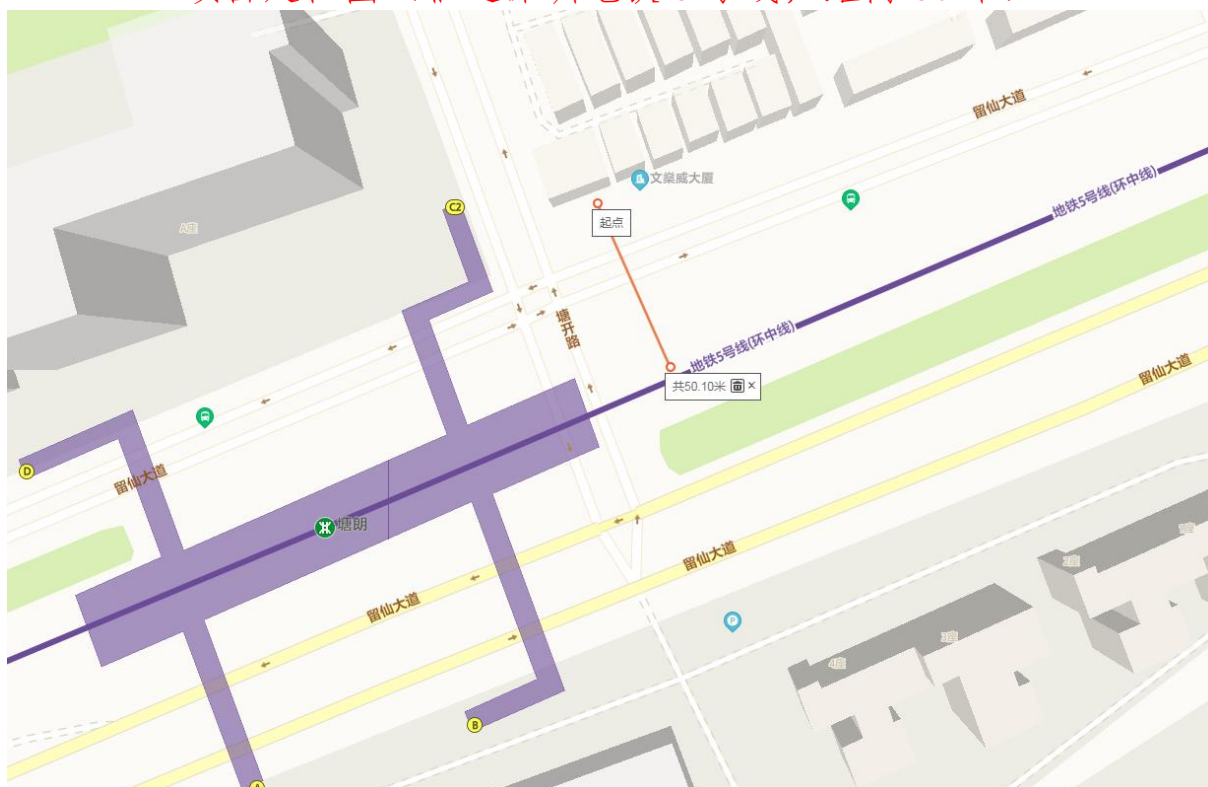 留仙大道
文燊威大厦
C2
起点
A座
地铁5号线(环中线)
塘开路
地铁5号线(环中线)
共50.10米
留仙大道
D
留仙大道
塘朗
留仙大道
留仙大道
P
2座
3座
4座
B
A